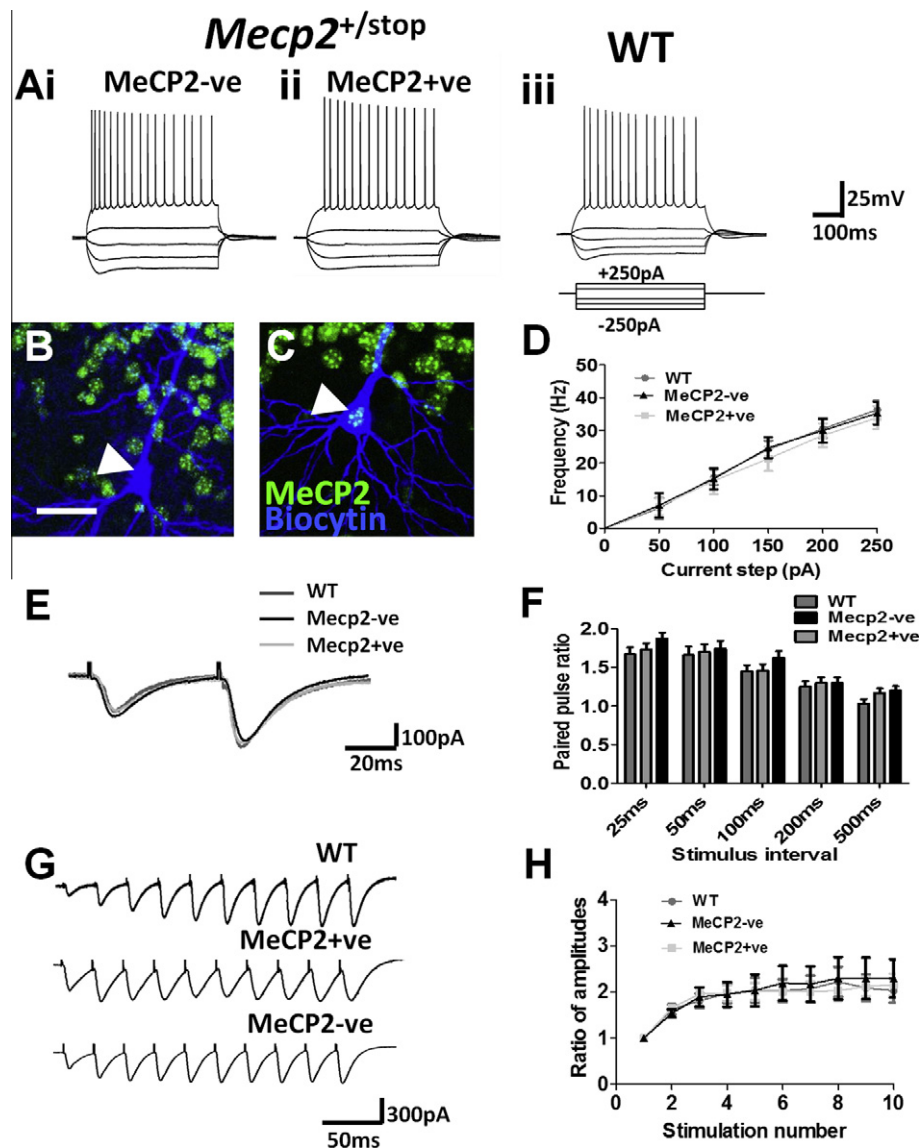 Mecp2+/stop
WT
Ai
MeCP2-ve
ii
MeCP2+ve
iii
25mV
100ms
+250pA
-250pA
B
C
MeCP2
Biocytin
D
WT
MeCP2-ve
MeCP2+ve
Frequency (Hz)
50
40
30
20
10
0
0 50 100 150 200 250
Current step (pA)
E
WT
Mecp2-ve
Mecp2+ve
100pA
20ms
F
WT
Mecp2-ve
Mecp2+ve
Paired pulse ratio
2.0
1.5
1.0
0.5
0.0
25ms 50ms 100ms 200ms 500ms
Stimulus interval
G
WT
MeCP2+ve
MeCP2-ve
300pA
50ms
H
WT
MeCP2-ve
MeCP2+ve
Ratio of amplitudes
4
3
2
1
0
0 2 4 6 8 10
Stimulation number